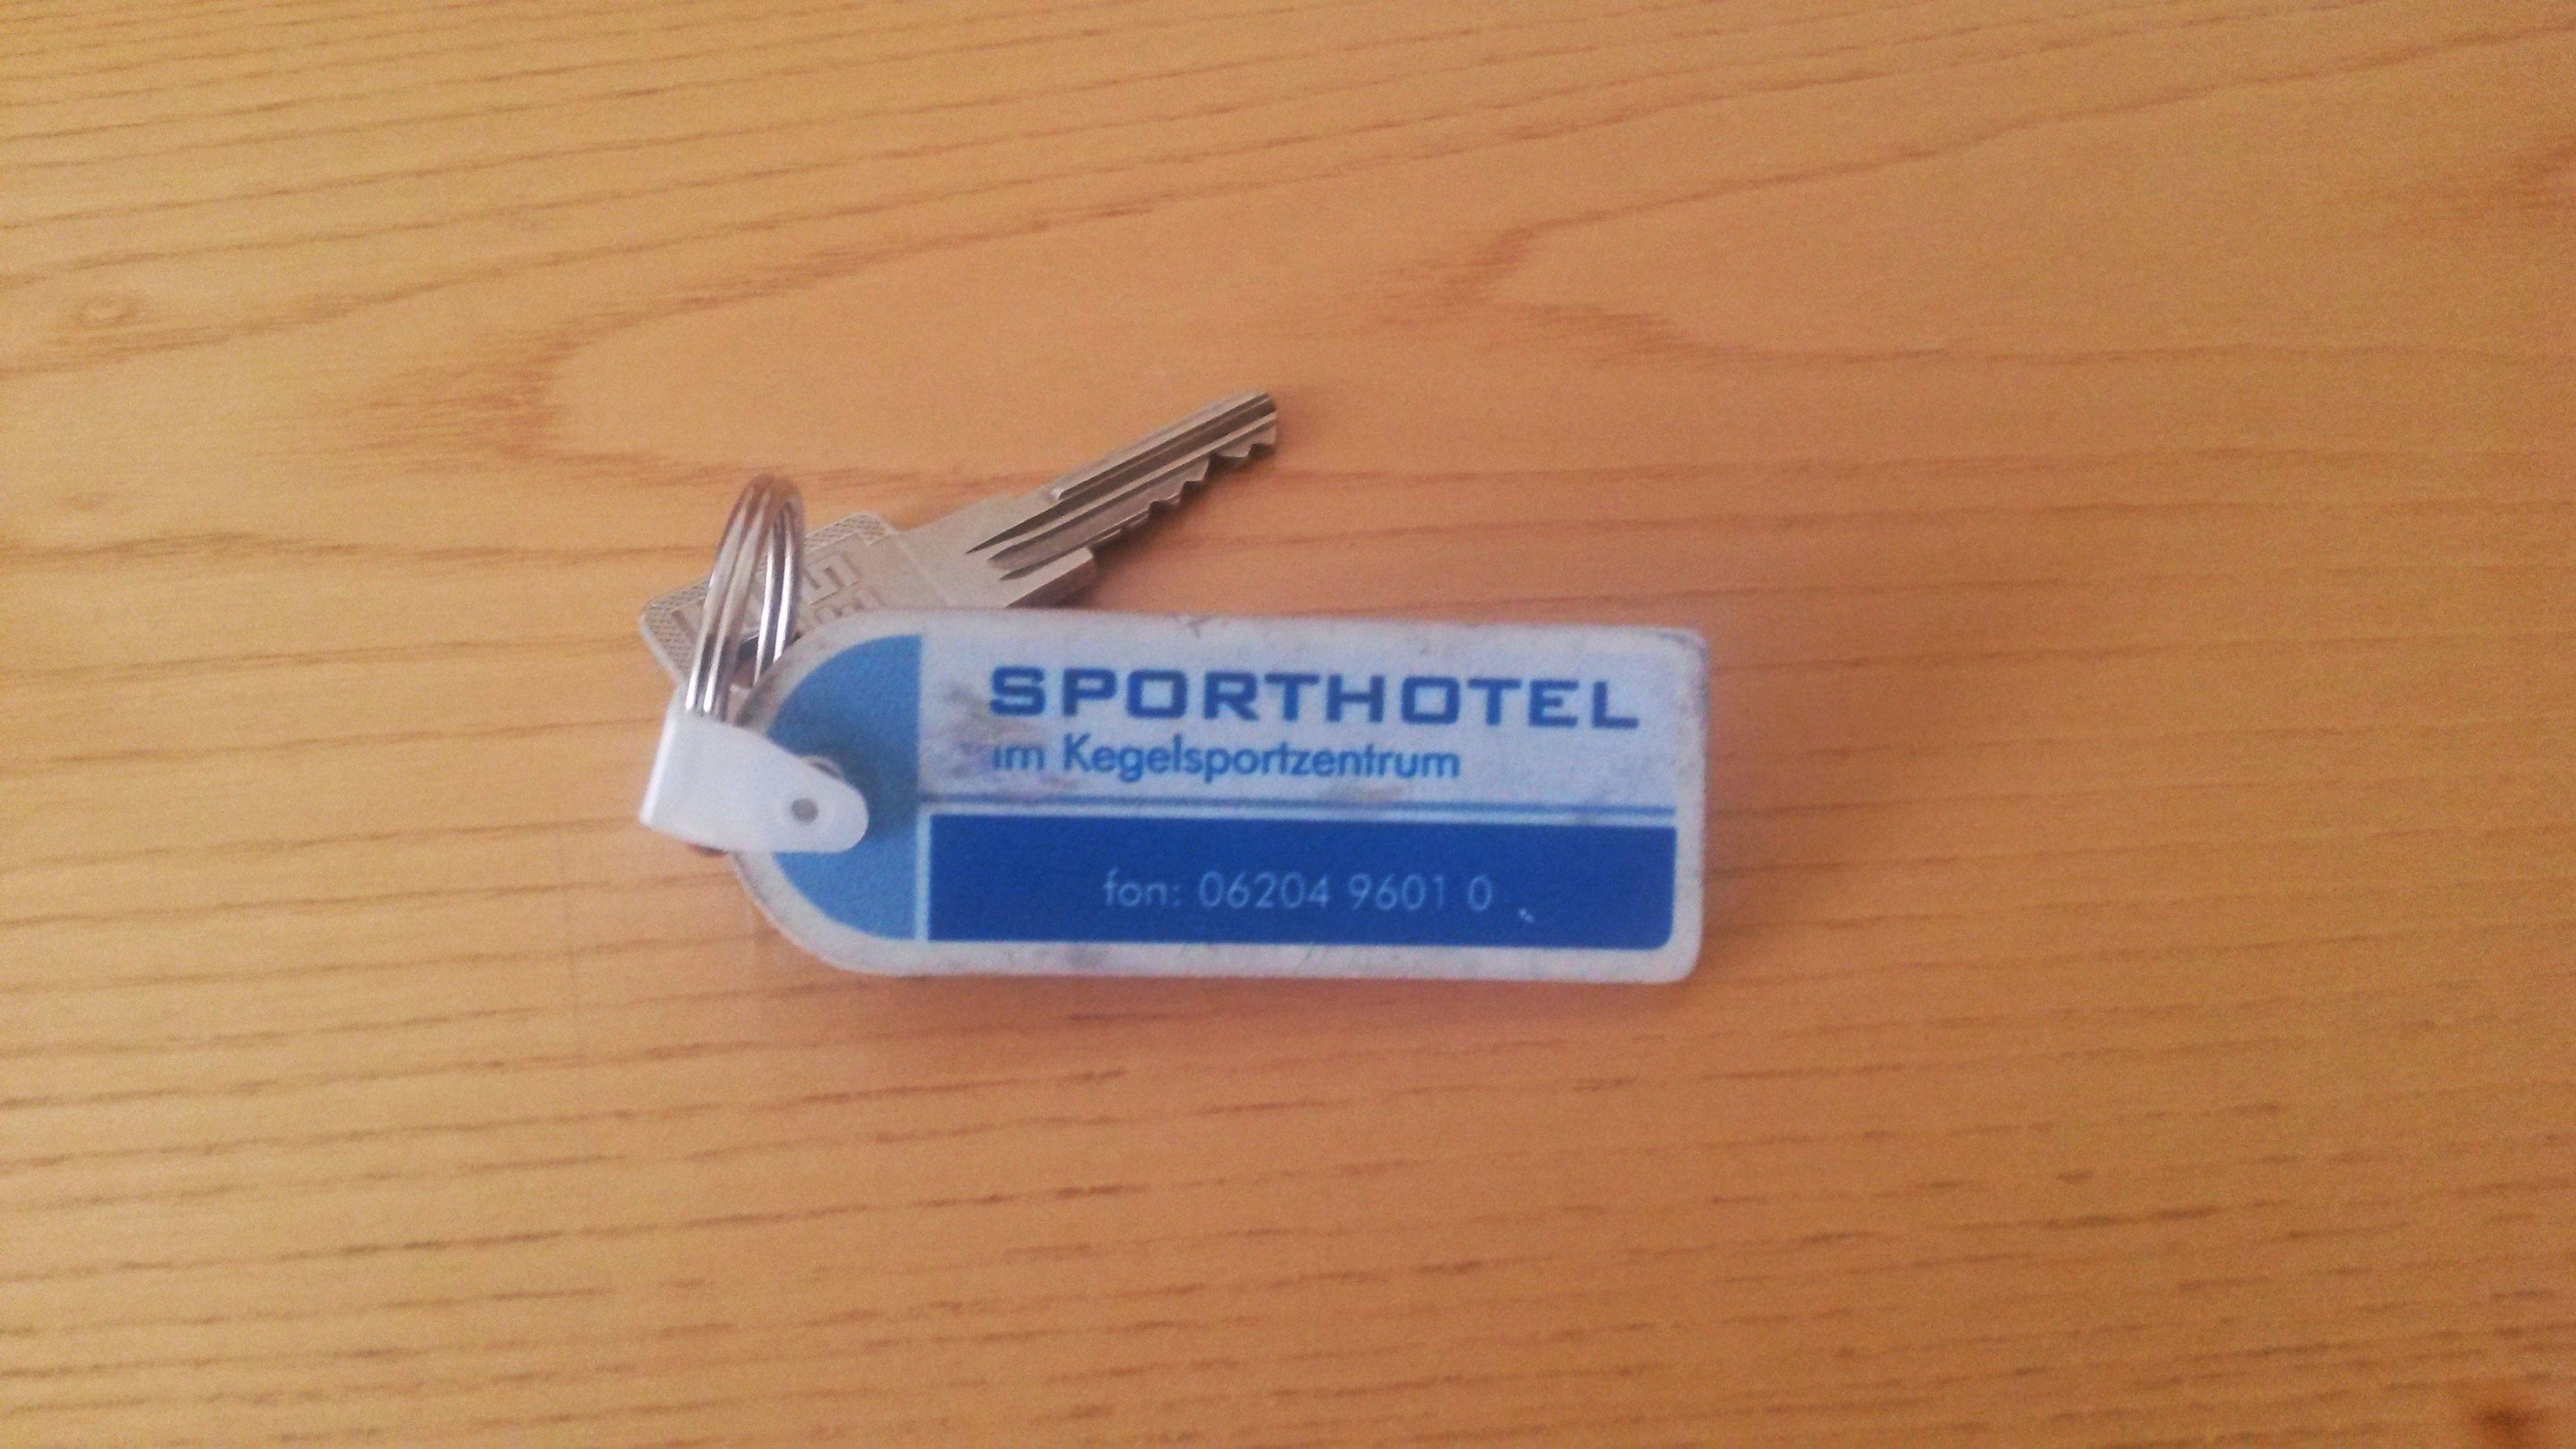 SPORTHOTEL
im Kegelsportzentrum
fon: 06204 9601 0